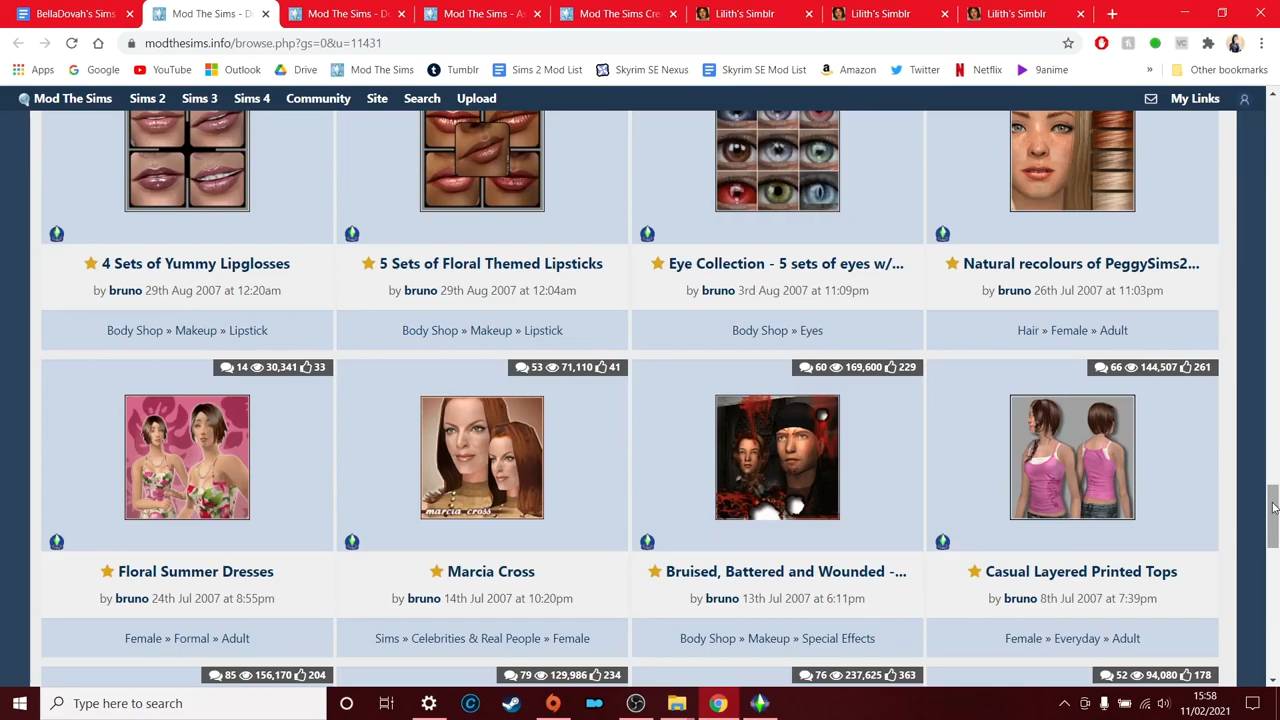 BellaDovah's Sims
Mod The Sims - Do
Mod The Sims - Do
Mod The Sims - As
Mod The Sims Cre
Lilith's Simblr
Lilith's Simblr
Lilith's Simblr
modthesims.info/browse.php?gs=0&u=11431
Apps Google YouTube Outlook Drive Mod The Sims Tumblr Sims 2 Mod List Skyrim SE Nexus Skyrim SE Mod List Amazon Twitter Netflix 9anime » Other bookmarks
Mod The Sims Sims 2 Sims 3 Sims 4 Community Site Search Upload My Links
4 Sets of Yummy Lipglosses
by bruno 29th Aug 2007 at 12:20am
Body Shop » Makeup » Lipstick
5 Sets of Floral Themed Lipsticks
by bruno 29th Aug 2007 at 12:04am
Body Shop » Makeup » Lipstick
Eye Collection - 5 sets of eyes w/...
by bruno 3rd Aug 2007 at 11:09pm
Body Shop » Eyes
Natural recolours of PeggySims2...
by bruno 26th Jul 2007 at 11:03pm
Hair » Female » Adult
14 30,341 33
Floral Summer Dresses
by bruno 24th Jul 2007 at 8:55pm
Female » Formal » Adult
53 71,110 41
marcia cross
Marcia Cross
by bruno 14th Jul 2007 at 10:20pm
Sims » Celebrities & Real People » Female
60 169,600 229
Bruised, Battered and Wounded -...
by bruno 13th Jul 2007 at 6:11pm
Body Shop » Makeup » Special Effects
66 144,507 261
Casual Layered Printed Tops
by bruno 8th Jul 2007 at 7:39pm
Female » Everyday » Adult
85 156,170 204
79 129,986 234
76 237,625 363
52 94,080 178
Type here to search
15:58
11/02/2021